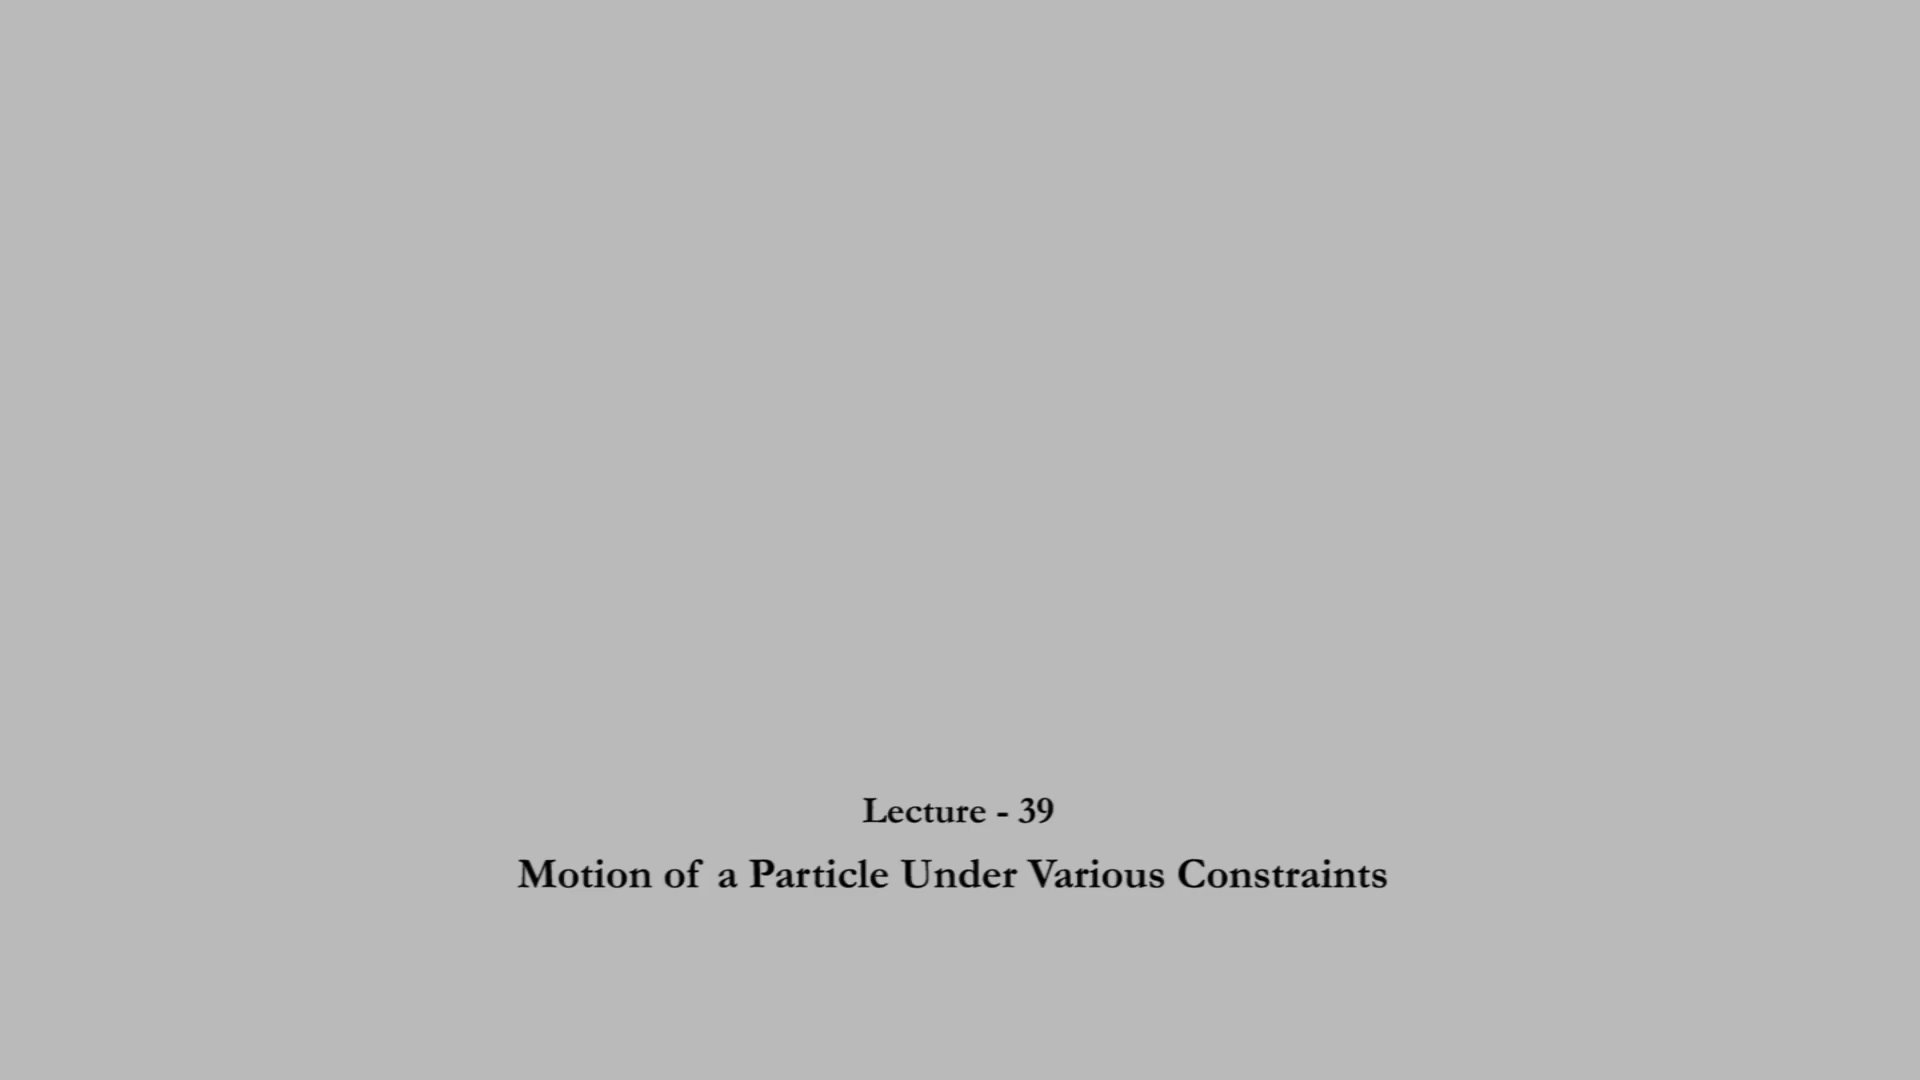 Lecture - 39
Motion of a Particle Under Various Constraints